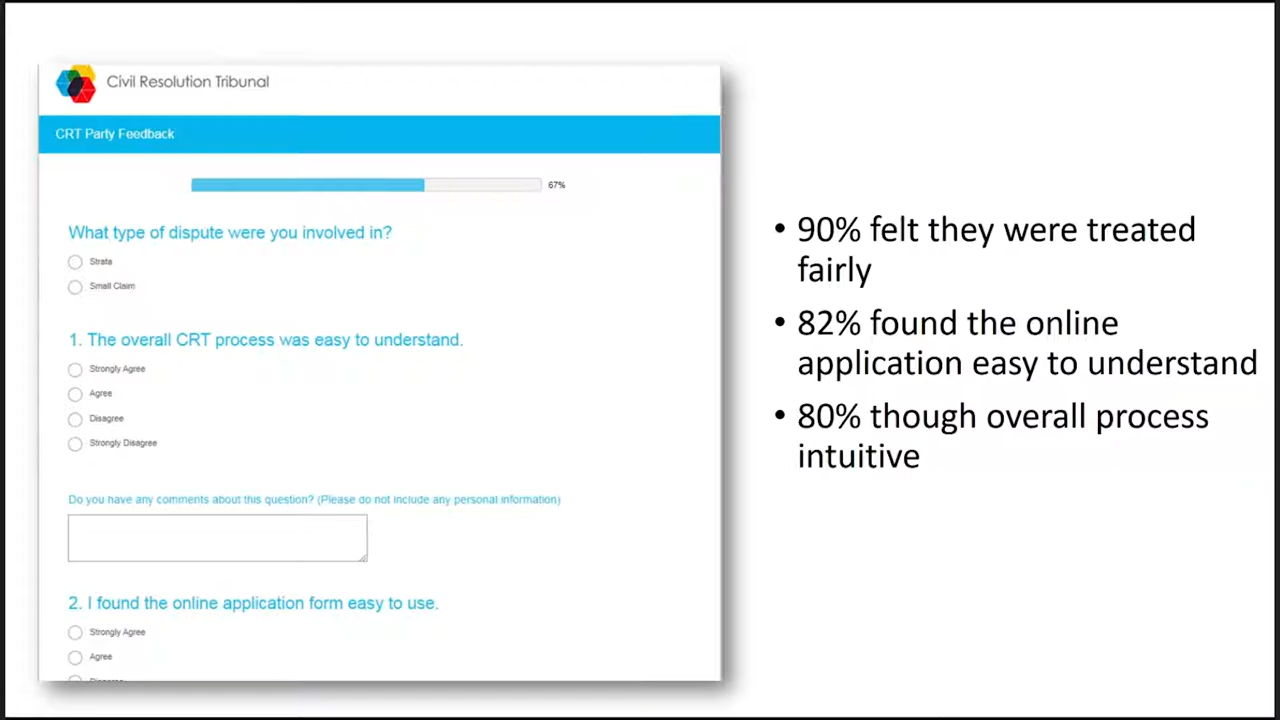 Civil Resolution Tribunal
CRT Party Feedback
67%
What type of dispute were you involved in?
Strata
Small Claim
1. The overall CRT process was easy to understand.
Strongly Agree
Agree
Disagree
Strongly Disagree
Do you have any comments about this question? (Please do not include any personal information)
2. I found the online application form easy to use.
Strongly Agree
Agree
• 90% felt they were treated
fairly
• 82% found the online
application easy to understand
• 80% though overall process
intuitive